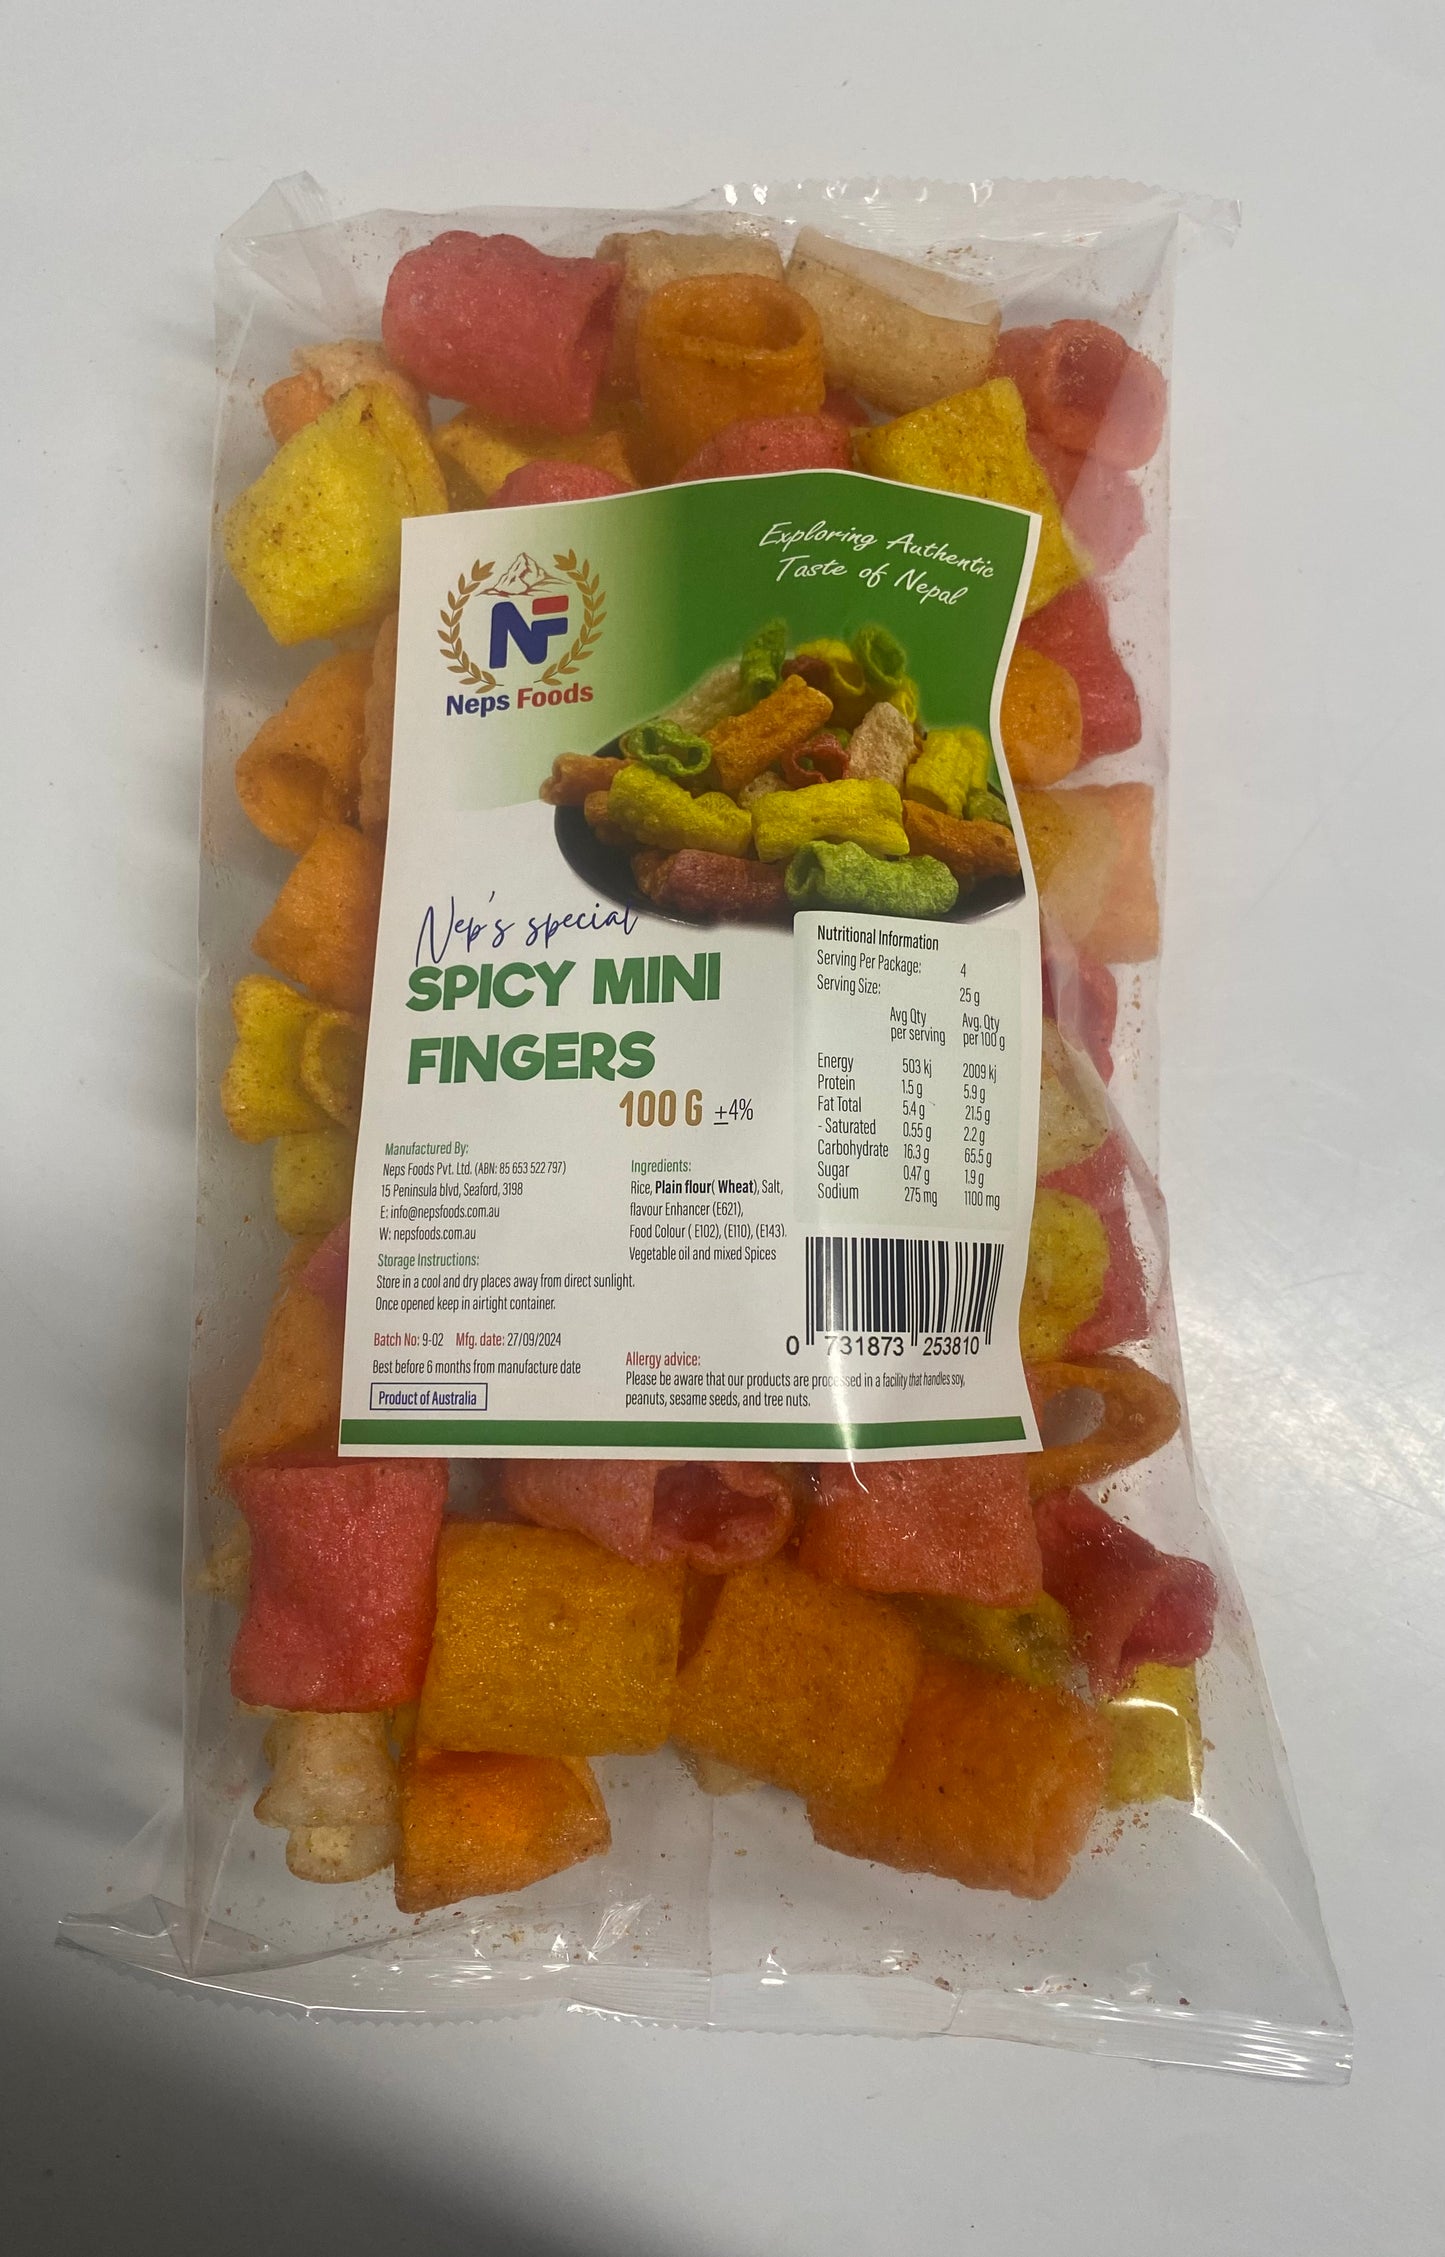 Exploring Authentic
Taste of Nepal
NF
Neps Foods
Nep's special
SPICY MINI
FINGERS
100 G ±4%
Manufactured By:
Neps Foods Pvt. Ltd. (ABN: 85 653 522 797)
15 Peninsula blvd, Seaford, 3198
E: info@nepsfoods.com.au
W: nepsfoods.com.au
Storage Instructions:
Store in a cool and dry places away from direct sunlight.
Once opened keep in airtight container.
Batch No: 9-02 Mfg. date: 27/09/2024
Best before 6 months from manufacture date
Product of Australia
Ingredients:
Rice, Plain flour( Wheat), Salt,
flavour Enhancer (E621),
Food Colour ( E102), (E110), (E143).
Vegetable oil and mixed Spices
Allergy advice:
Please be aware that our products are processed in a facility that handles soy,
peanuts, sesame seeds, and tree nuts.
Nutritional Information
Serving Per Package: 4
Serving Size: 25 g
Avg Qty Avg. Qty
per serving per 100 g
Energy 503 kj 2009 kj
Protein 1.5 g 5.9 g
Fat Total 5.4 g 21.5 g
- Saturated 0.55 g 2.2 g
Carbohydrate 16.3 g 65.5 g
Sugar 0.47 g 1.9 g
Sodium 275 mg 1100 mg
0 731873 253810